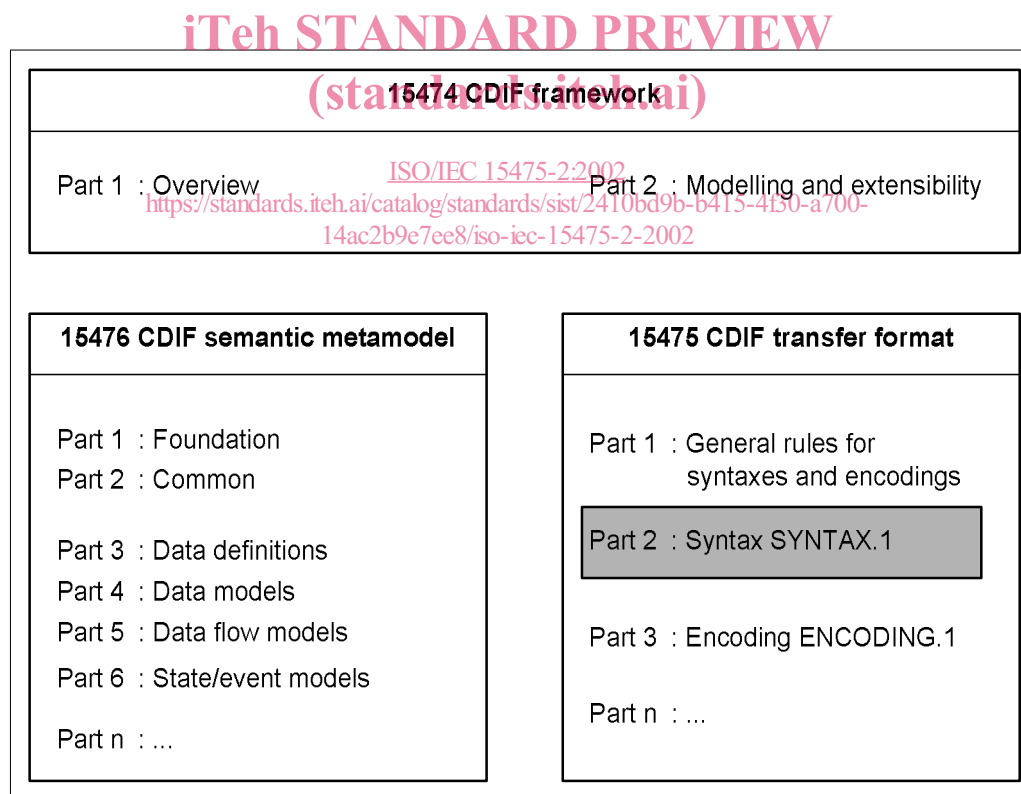 iTeh STANDARD PREVIEW
(standards.iteh.ai)
15474 CDIF framework
ISO/IEC 15475-2:2002
Part 1 : Overview
Part 2 : Modelling and extensibility
https://standards.iteh.ai/catalog/standards/sist/2410bd9b-b415-4f30-a700-
14ac2b9e7ee8/iso-iec-15475-2-2002
15476 CDIF semantic metamodel
Part 1 : Foundation
Part 2 : Common
Part 3 : Data definitions
Part 4 : Data models
Part 5 : Data flow models
Part 6 : State/event models
Part n : ...
15475 CDIF transfer format
Part 1 : General rules for
syntaxes and encodings
Part 2 : Syntax SYNTAX.1
Part 3 : Encoding ENCODING.1
Part n : ...